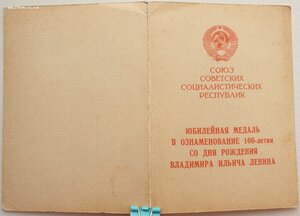 СОЮЗ
СОВЕТСКИХ
СОЦИАЛИСТИЧЕСКИХ
РЕСПУБЛИК
ЮБИЛЕЙНАЯ МЕДАЛЬ
В ОЗНАМЕНОВАНИЕ 100-летия
СО ДНЯ РОЖДЕНИЯ
ВЛАДИМИРА ИЛЬИЧА ЛЕНИНА